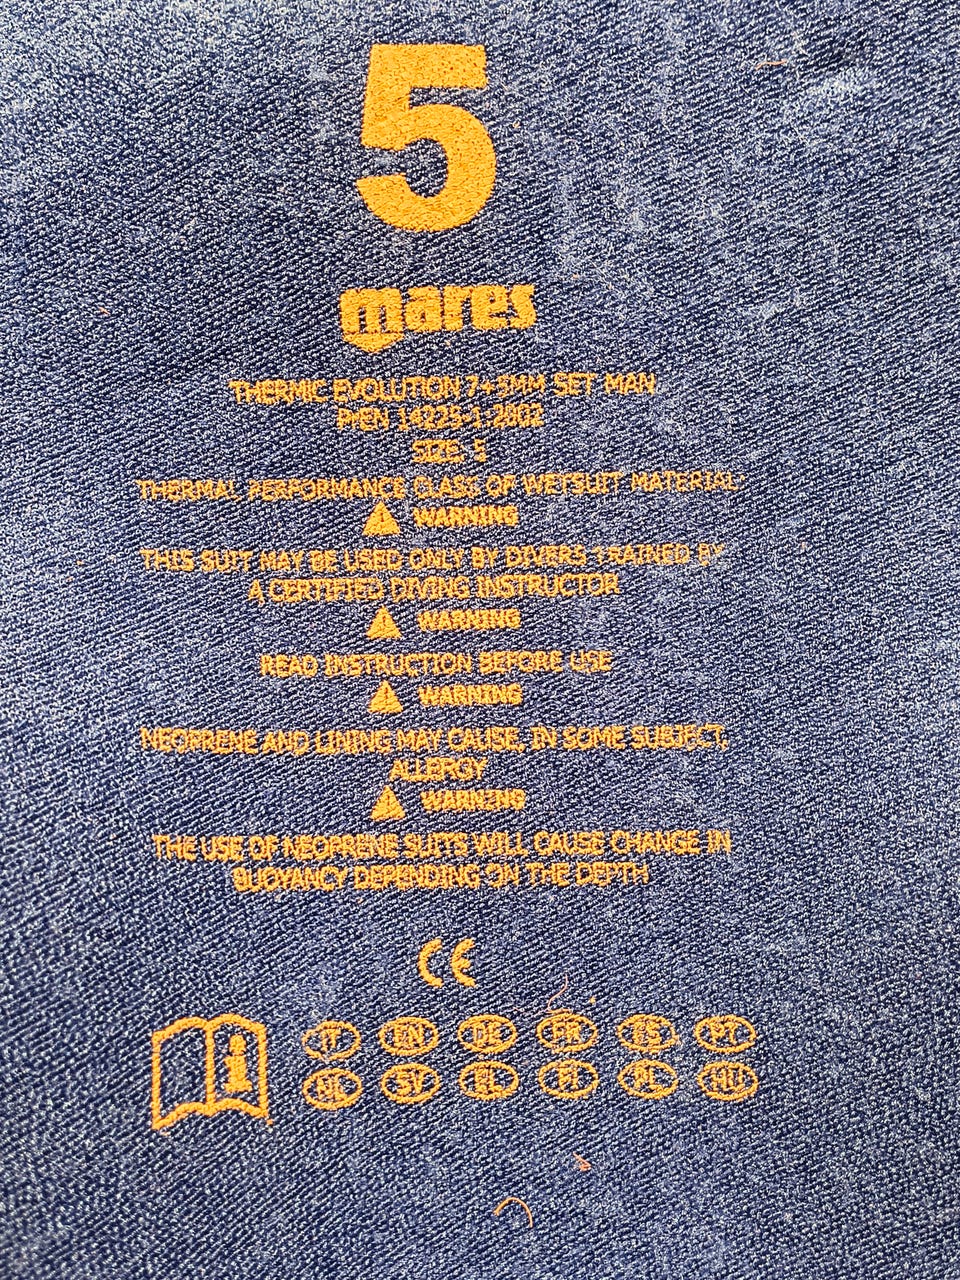 5
mares
THERMIC EVOLUTION 7+5MM SET MAN
PrEN 14225-1:2002
SIZE: 5
THERMAL PERFORMANCE CLASS OF WETSUIT MATERIAL:
WARNING
THIS SUIT MAY BE USED ONLY BY DIVERS TRAINED BY
A CERTIFIED DIVING INSTRUCTOR
WARNING
READ INSTRUCTION BEFORE USE
WARNING
NEOPRENE AND LINING MAY CAUSE, IN SOME SUBJECT,
ALLERGY
WARNING
THE USE OF NEOPRENE SUITS WILL CAUSE CHANGE IN
BUOYANCY DEPENDING ON THE DEPTH
CE
i IT EN DE FR ES PT
NL SV EL FI PL HU